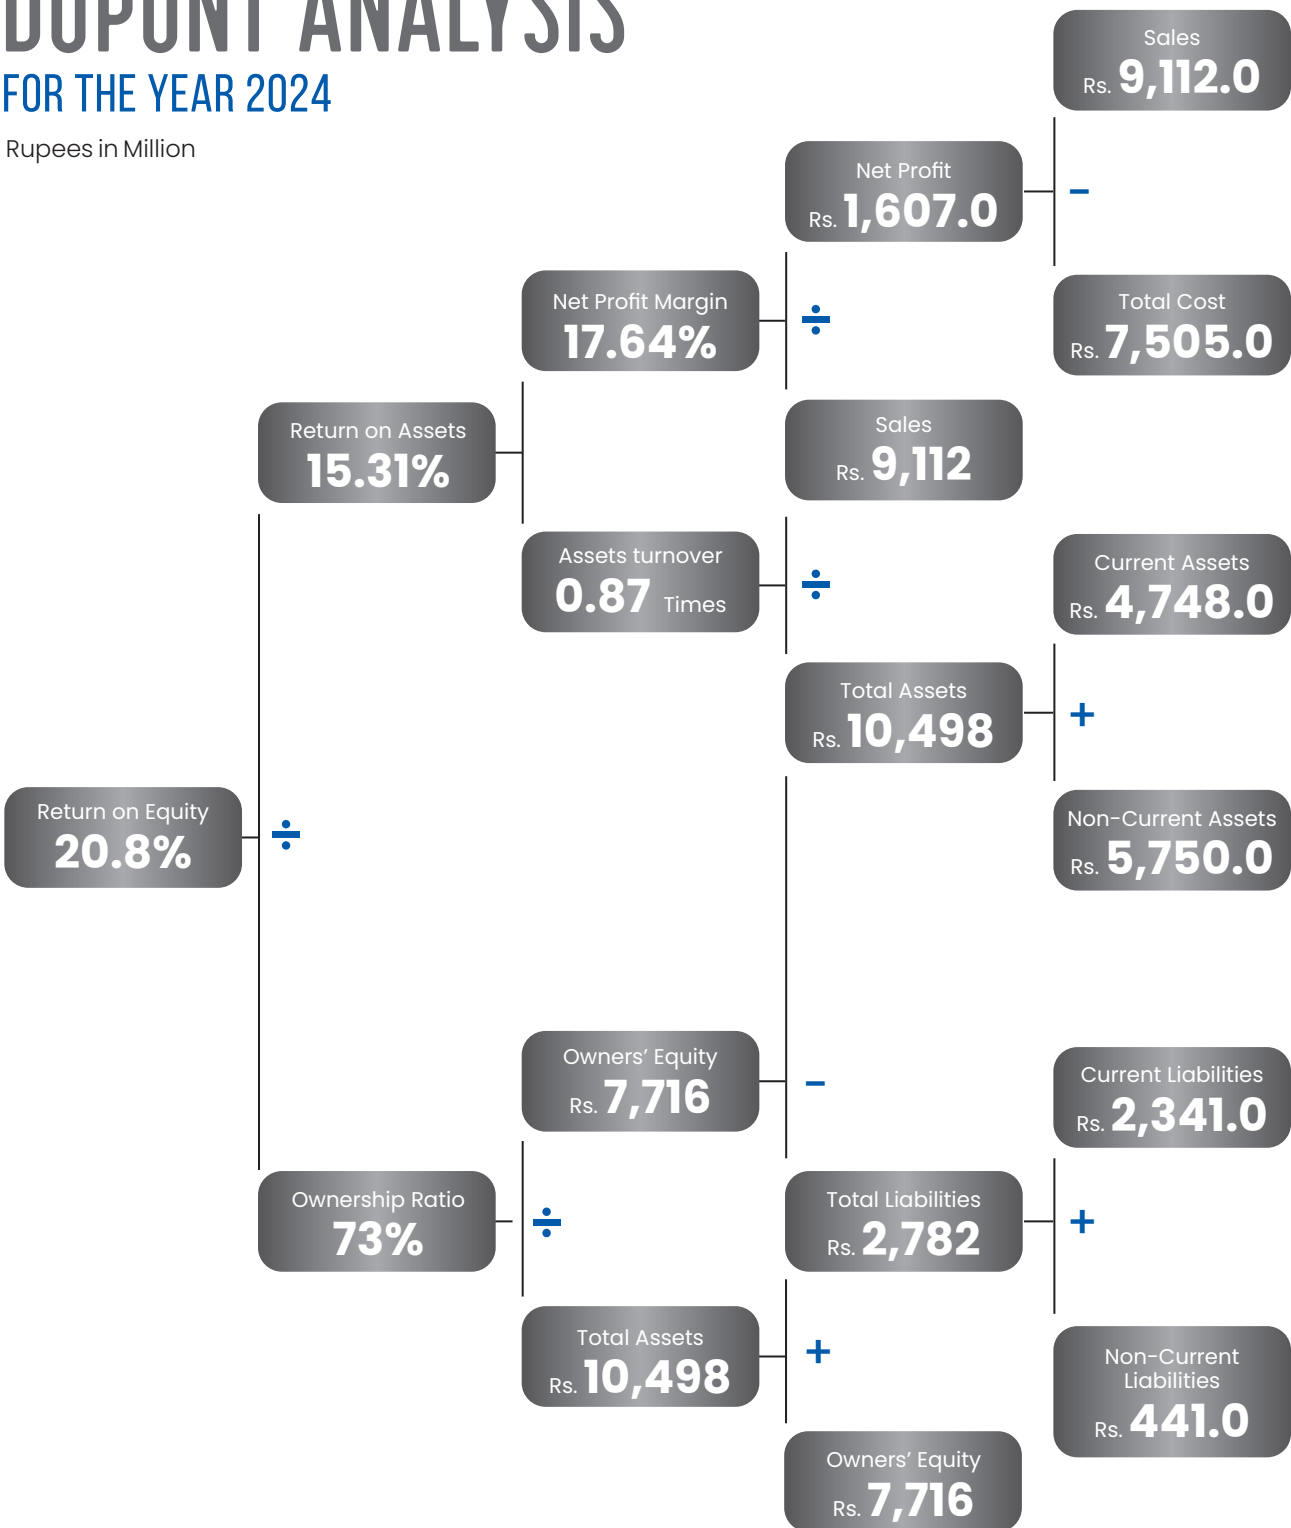 DUPONT ANALYSIS
FOR THE YEAR 2024
Rupees in Million
Sales
Rs. 9,112.0
Net Profit
Rs. 1,607.0
–
Net Profit Margin
17.64%
÷
Total Cost
Rs. 7,505.0
Return on Assets
15.31%
Sales
Rs. 9,112
Assets turnover
0.87 Times
÷
Current Assets
Rs. 4,748.0
Total Assets
Rs. 10,498
+
Return on Equity
20.8%
÷
Non-Current Assets
Rs. 5,750.0
Owners’ Equity
Rs. 7,716
–
Current Liabilities
Rs. 2,341.0
Ownership Ratio
73%
÷
Total Liabilities
Rs. 2,782
+
Total Assets
Rs. 10,498
+
Non-Current
Liabilities
Rs. 441.0
Owners’ Equity
Rs. 7,716